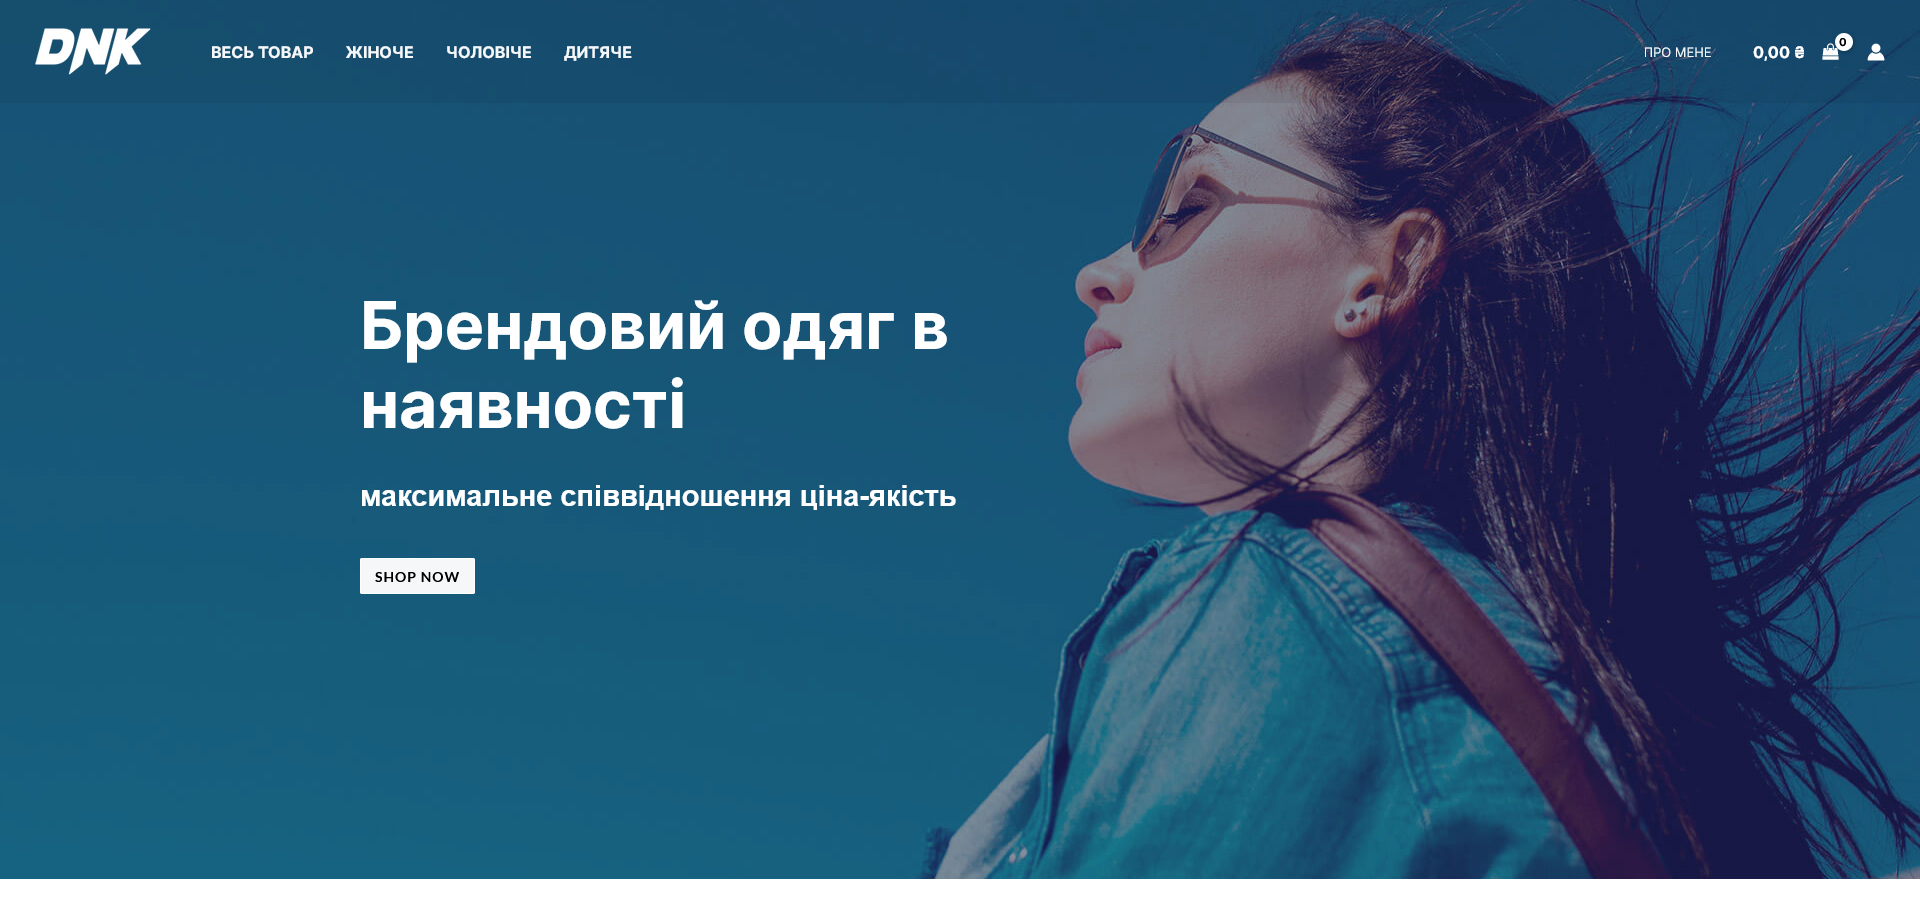 DNK
ВЕСЬ ТОВАР
ЖІНОЧЕ
ЧОЛОВІЧЕ
ДИТЯЧЕ
ПРО МЕНЕ
0,00 ₴
0
Брендовий одяг в
наявності
максимальне співвідношення ціна-якість
SHOP NOW